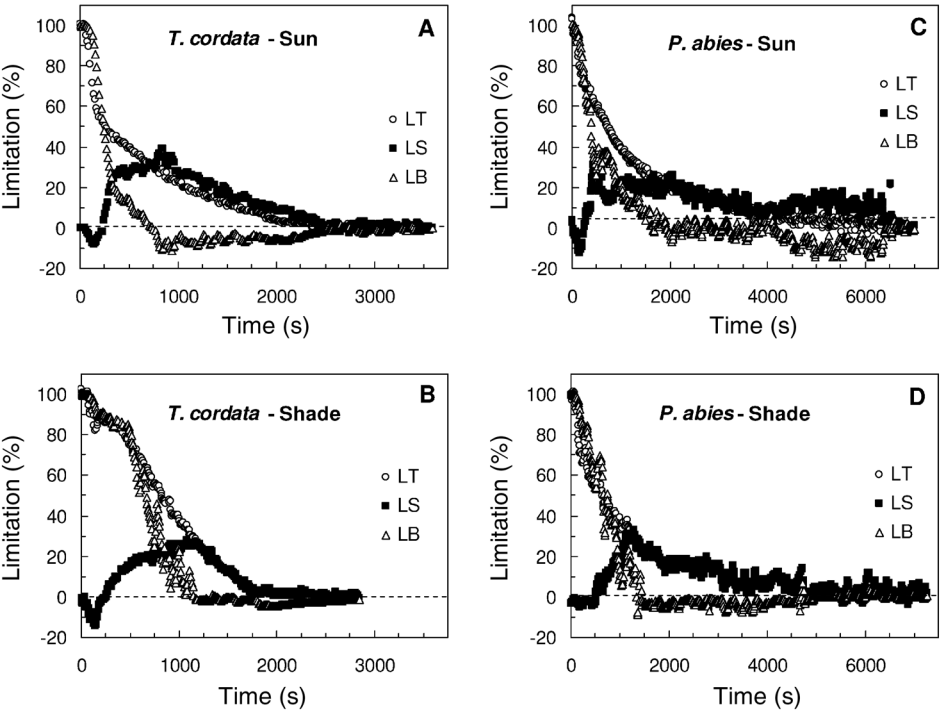 T. cordata - Sun
A
100
80
60
40
20
0
-20
Limitation (%)
LT
LS
LB
0
1000
2000
3000
Time (s)
P. abies - Sun
C
100
80
60
40
20
0
-20
Limitation (%)
LT
LS
LB
0
2000
4000
6000
Time (s)
T. cordata - Shade
B
100
80
60
40
20
0
-20
Limitation (%)
LT
LS
LB
0
1000
2000
3000
Time (s)
P. abies - Shade
D
100
80
60
40
20
0
-20
Limitation (%)
LT
LS
LB
0
2000
4000
6000
Time (s)